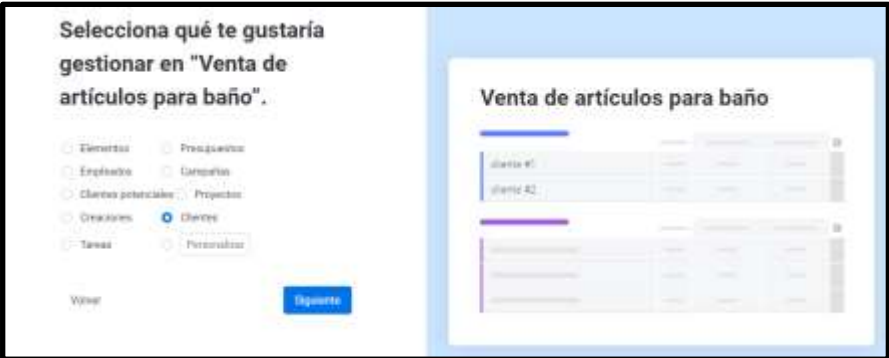 Selecciona qué te gustaría
gestionar en "Venta de
artículos para baño".
Elementos Presupuestos
Empleados Campañas
Clientes potenciales Proyectos
Creaciones Clientes
Tareas Personalizar
Volver Siguiente
Venta de artículos para baño
cliente #1
cliente #2